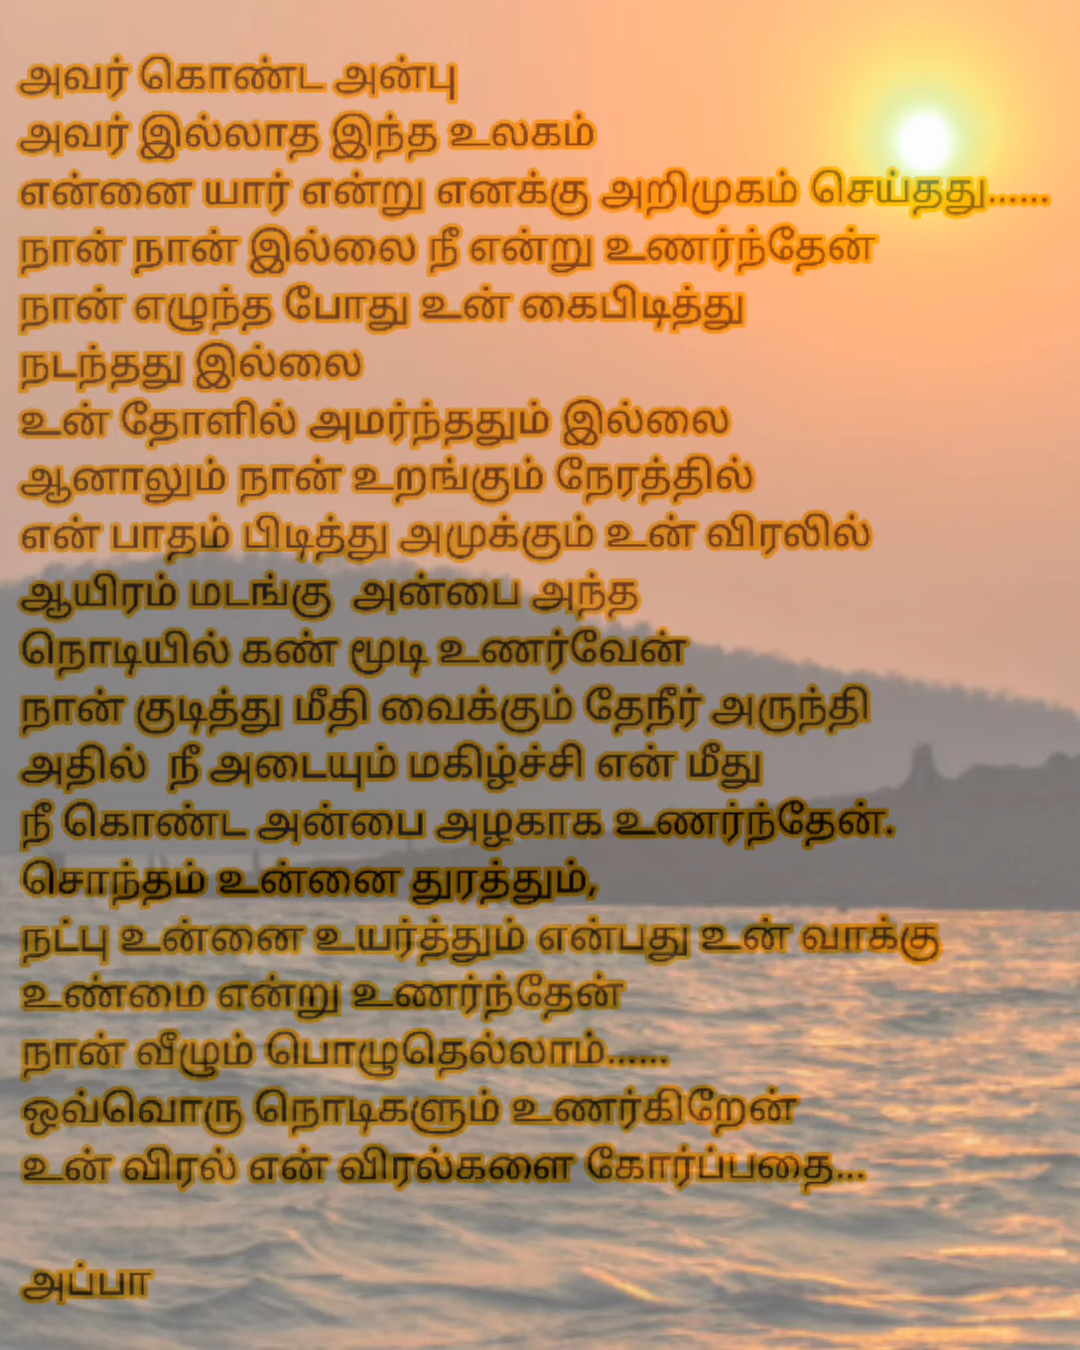 அவர் கொண்ட அன்பு
அவர் இல்லாத இந்த உலகம்
என்னை யார் என்று எனக்கு அறிமுகம் செய்தது......
நான் நான் இல்லை நீ என்று உணர்ந்தேன்
நான் எழுந்த போது உன் கைபிடித்து
நடந்தது இல்லை
உன் தோளில் அமர்ந்ததும் இல்லை
ஆனாலும் நான் உறங்கும் நேரத்தில்
என் பாதம் பிடித்து அமுக்கும் உன் விரலில்
ஆயிரம் மடங்கு அன்பை அந்த
நொடியில் கண் மூடி உணர்வேன்
நான் குடித்து மீதி வைக்கும் தேநீர் அருந்தி
அதில் நீ அடையும் மகிழ்ச்சி என் மீது
நீ கொண்ட அன்பை அழகாக உணர்ந்தேன்.
சொந்தம் உன்னை துரத்தும்,
நட்பு உன்னை உயர்த்தும் என்பது உன் வாக்கு
உண்மை என்று உணர்ந்தேன்
நான் வீழும் பொழுதெல்லாம்......
ஒவ்வொரு நொடிகளும் உணர்கிறேன்
உன் விரல் என் விரல்களை கோர்ப்பதை...
அப்பா